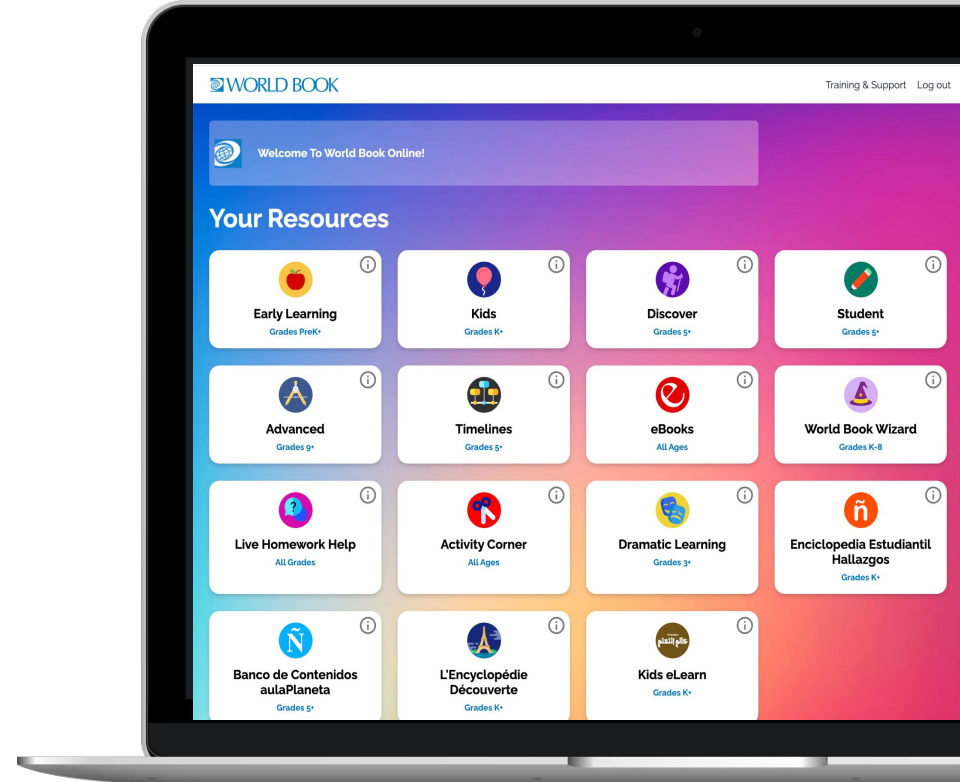 WORLD BOOK
Training & Support Log out
Welcome To World Book Online!
Your Resources
Early Learning
Grades PreK+
Kids
Grades K+
Discover
Grades 5+
Student
Grades 5+
Advanced
Grades 9+
Timelines
Grades 5+
eBooks
All Ages
World Book Wizard
Grades K-8
Live Homework Help
All Grades
Activity Corner
All Ages
Dramatic Learning
Grades 3+
ñ
Enciclopedia Estudiantil
Hallazgos
Grades K+
Ñ
Banco de Contenidos
aulaPlaneta
Grades 5+
L'Encyclopédie
Découverte
Grades K+
Kids eLearn
Grades K+